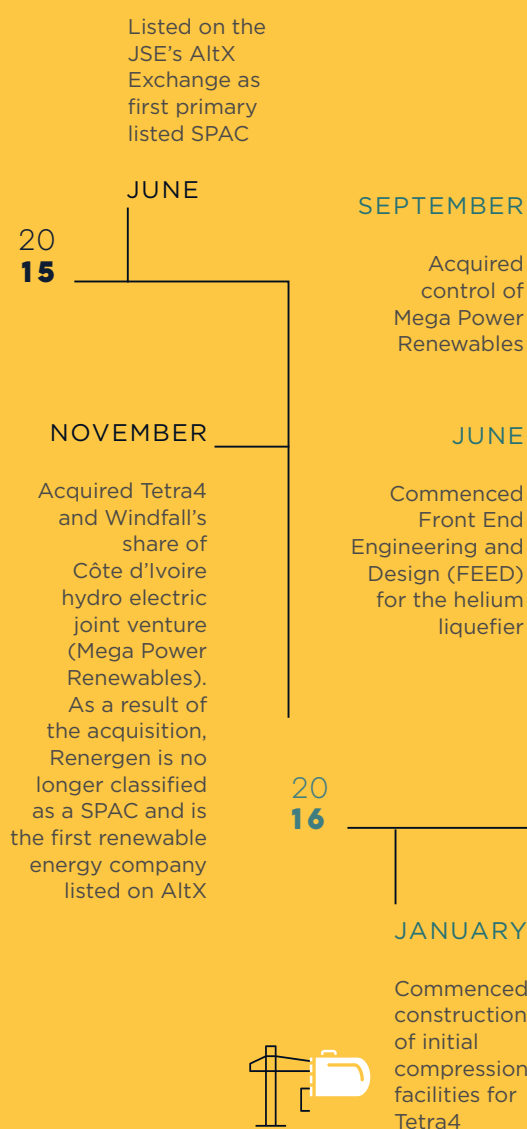 Listed on the
JSE’s AltX
Exchange as
first primary
listed SPAC
JUNE
20
15
NOVEMBER
Acquired Tetra4
and Windfall’s
share of
Côte d’Ivoire
hydro electric
joint venture
(Mega Power
Renewables).
As a result of
the acquisition,
Renergen is no
longer classified
as a SPAC and is
the first renewable
energy company
listed on AltX
SEPTEMBER
Acquired
control of
Mega Power
Renewables
JUNE
Commenced
Front End
Engineering and
Design (FEED)
for the helium
liquefier
20
16
JANUARY
Commenced
construction
of initial
compression
facilities for
Tetra4